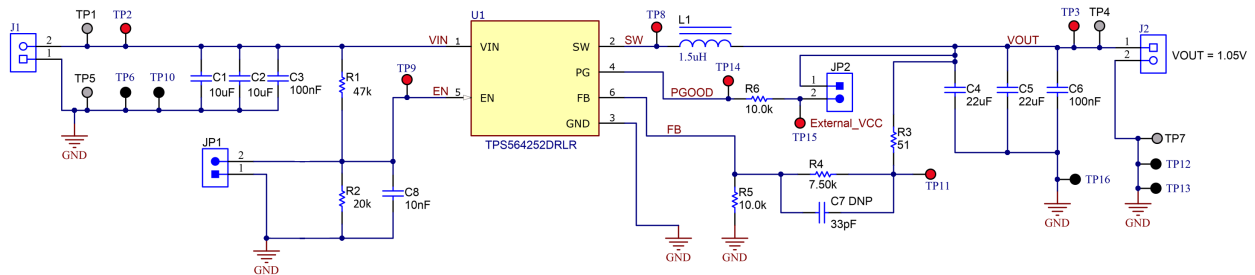 J1
2
1
TP1
TP2
TP5
TP6
TP10
GND
C1
10uF
C2
10uF
C3
100nF
R1
47k
VIN
1
U1
VIN
EN
SW
PG
FB
GND
TPS564252DRLR
TP9
EN
5
JP1
2
1
R2
20k
C8
10nF
GND
2
SW
TP8
L1
1.5uH
4
PGOOD
TP14
R6
10.0k
TP15
External_VCC
JP2
1
2
6
FB
3
GND
R5
10.0k
GND
R4
7.50k
C7 DNP
33pF
R3
51
TP11
VOUT
C4
22uF
C5
22uF
C6
100nF
TP16
GND
TP3
TP4
J2
1
2
VOUT = 1.05V
TP7
TP12
TP13
GND